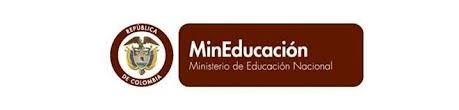 REPÚBLICA
DE COLOMBIA
MinEducación
Ministerio de Educación Nacional